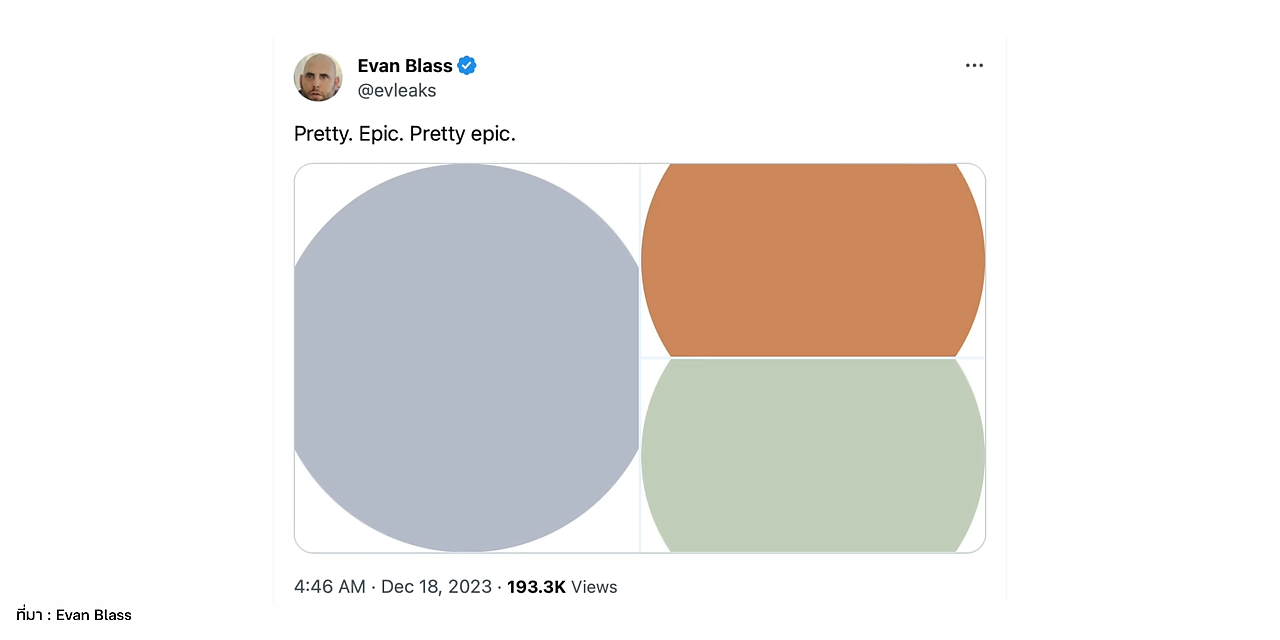 Evan Blass
@evleaks
Pretty. Epic. Pretty epic.
4:46 AM · Dec 18, 2023 · 193.3K Views
ที่มา : Evan Blass